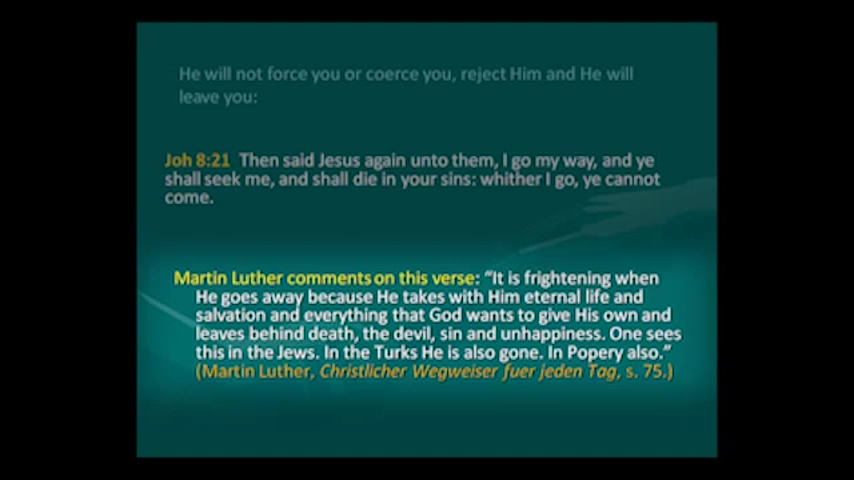 He will not force you or coerce you, reject Him and He will
leave you:
Joh 8:21 Then said Jesus again unto them, I go my way, and ye
shall seek me, and shall die in your sins: whither I go, ye cannot
come.
Martin Luther comments on this verse: “It is frightening when
He goes away because He takes with Him eternal life and
salvation and everything that God wants to give His own and
leaves behind death, the devil, sin and unhappiness. One sees
this in the Jews. In the Turks He is also gone. In Popery also.”
(Martin Luther, Christlicher Wegweiser fuer jeden Tag, s. 75.)